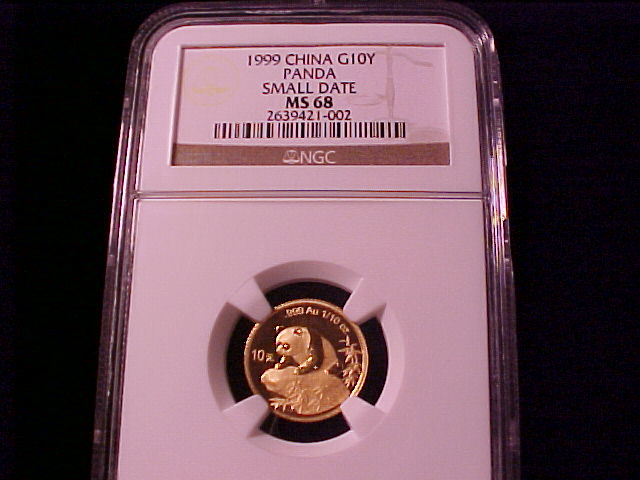 1999 CHINA G10Y
PANDA
SMALL DATE
MS 68
2639421-002
NGC
.999 Au 1/10 oz
10元